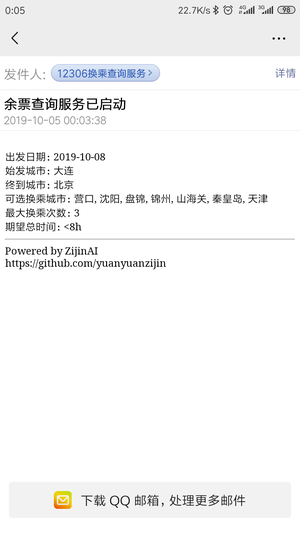 0:05
22.7K/s
4G
3G
98
发件人:
12306换乘查询服务
详情
余票查询服务已启动
2019-10-05 00:03:38
出发日期: 2019-10-08
始发城市: 大连
终到城市: 北京
可选换乘城市: 营口, 沈阳, 盘锦, 锦州, 山海关, 秦皇岛, 天津
最大换乘次数: 3
期望总时间: <8h
Powered by ZijinAI
https://github.com/yuanyuanzijin
下载 QQ 邮箱，处理更多邮件